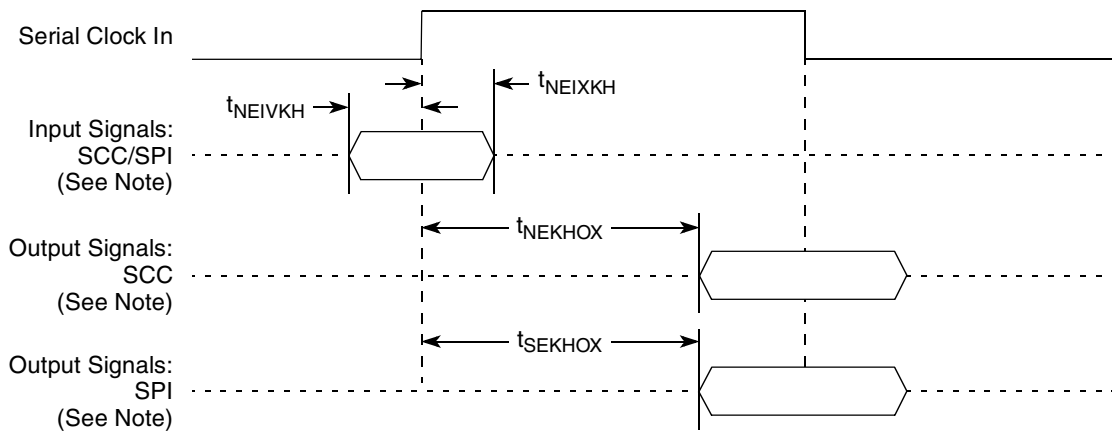 Serial Clock In
tNEIXKH
tNEIVKH
Input Signals:
SCC/SPI
(See Note)
tNEKHOX
Output Signals:
SCC
(See Note)
tSEKHOX
Output Signals:
SPI
(See Note)